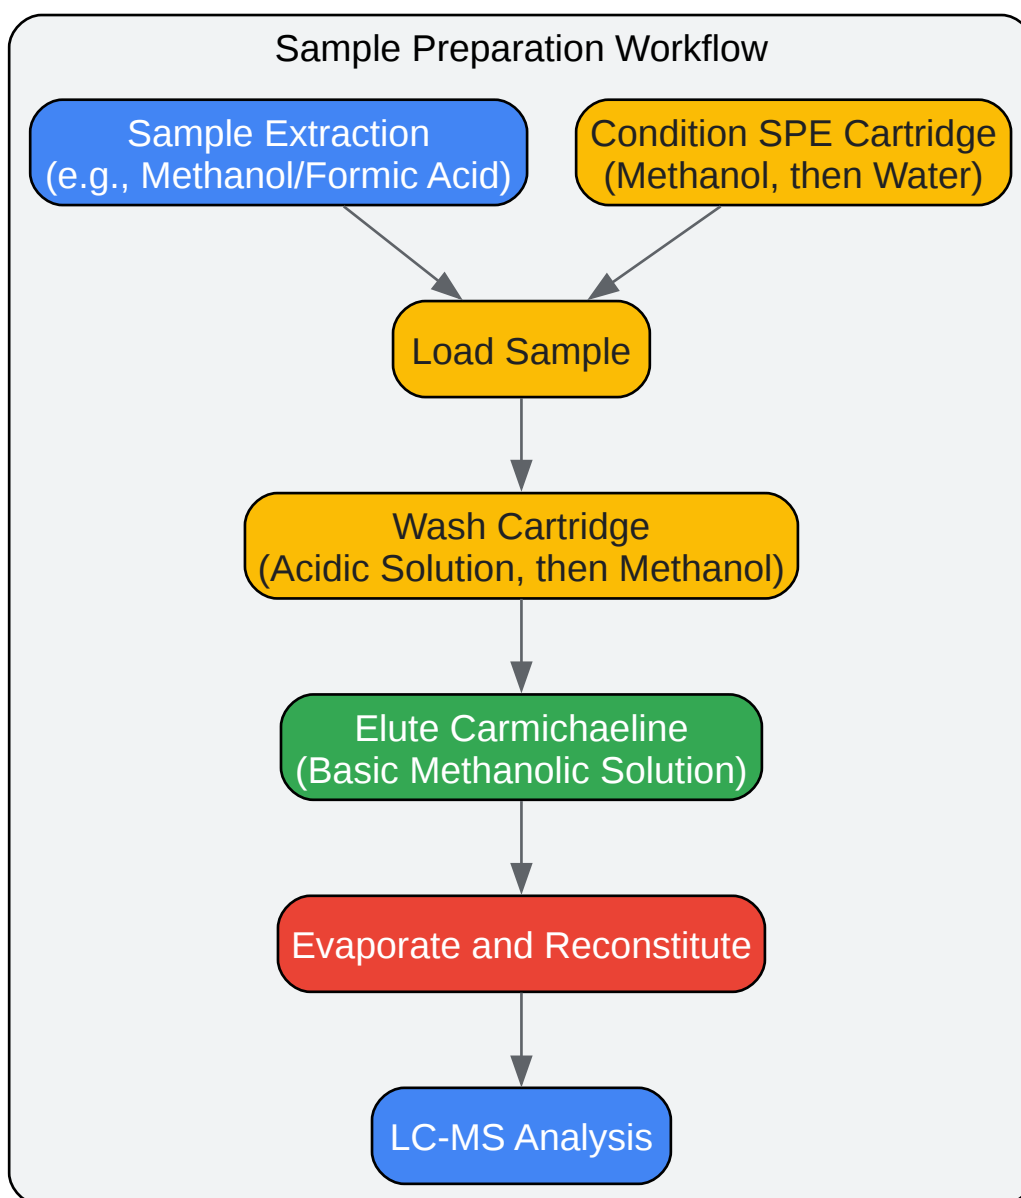 Sample Preparation Workflow
Sample Extraction
(e.g., Methanol/Formic Acid)
Condition SPE Cartridge
(Methanol, then Water)
Load Sample
Wash Cartridge
(Acidic Solution, then Methanol)
Elute Carmichaeline
(Basic Methanolic Solution)
Evaporate and Reconstitute
LC-MS Analysis